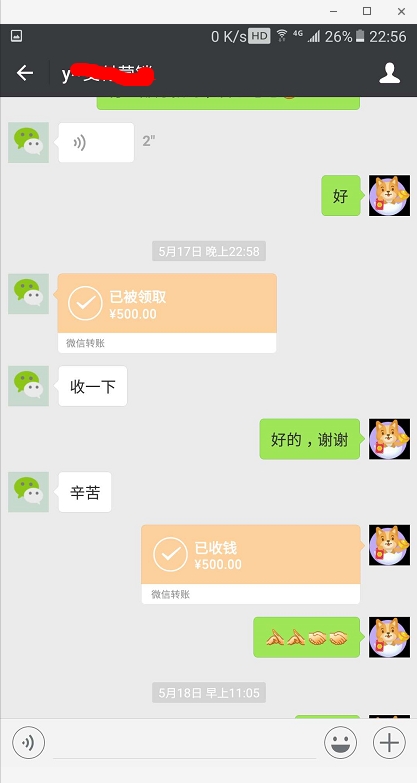 0 K/s HD 4G 26% 22:56
2"
好
5月17日 晚上22:58
已被领取
¥500.00
微信转账
收一下
好的，谢谢
辛苦
已收钱
¥500.00
微信转账
5月18日 早上11:05